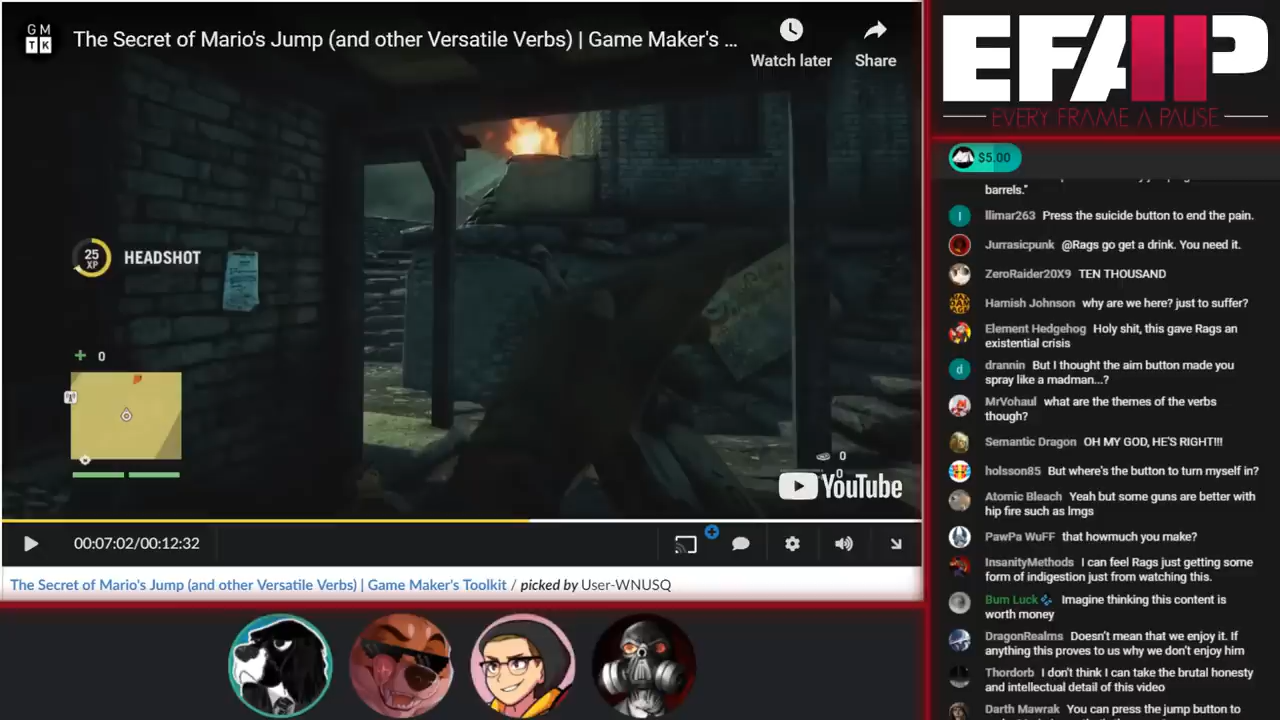 GM
TK
The Secret of Mario's Jump (and other Versatile Verbs) | Game Maker's ...
Watch later
Share
25
XP
HEADSHOT
0
0
0
YouTube
00:07:02/00:12:32
The Secret of Mario's Jump (and other Versatile Verbs) | Game Maker's Toolkit / picked by User-WNUSQ
EFAP
EVERY FRAME A PAUSE
$5.00
barrels."
llimar263 Press the suicide button to end the pain.
Jurrasicpunk @Rags go get a drink. You need it.
ZeroRaider20X9 TEN THOUSAND
Hamish Johnson why are we here? just to suffer?
Element Hedgehog Holy shit, this gave Rags an
existential crisis
drannin But I thought the aim button made you
spray like a madman...?
MrVohaul what are the themes of the verbs
though?
Semantic Dragon OH MY GOD, HE'S RIGHT!!!
holsson85 But where's the button to turn myself in?
Atomic Bleach Yeah but some guns are better with
hip fire such as lmgs
PawPa WuFF that howmuch you make?
InsanityMethods I can feel Rags just getting some
form of indigestion just from watching this.
Bum Luck Imagine thinking this content is
worth money
DragonRealms Doesn't mean that we enjoy it. If
anything this proves to us why we don't enjoy him
Thordorb I don't think I can take the brutal honesty
and intellectual detail of this video
Darth Mawrak You can press the jump button to